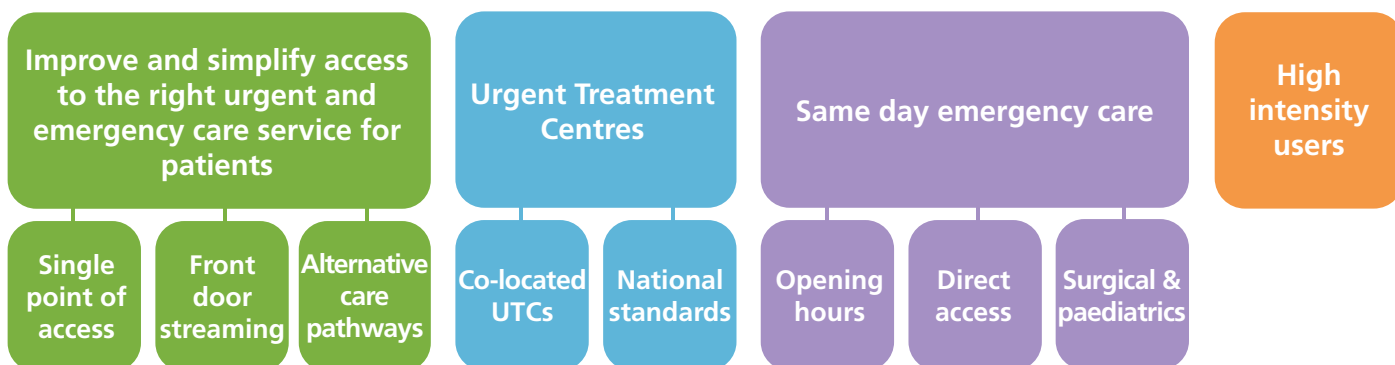 Improve and simplify access
to the right urgent and
emergency care service for
patients
Urgent Treatment
Centres
Same day emergency care
High
intensity
users
Single
point of
access
Front
door
streaming
Alternative
care
pathways
Co-located
UTCs
National
standards
Opening
hours
Direct
access
Surgical &
paediatrics